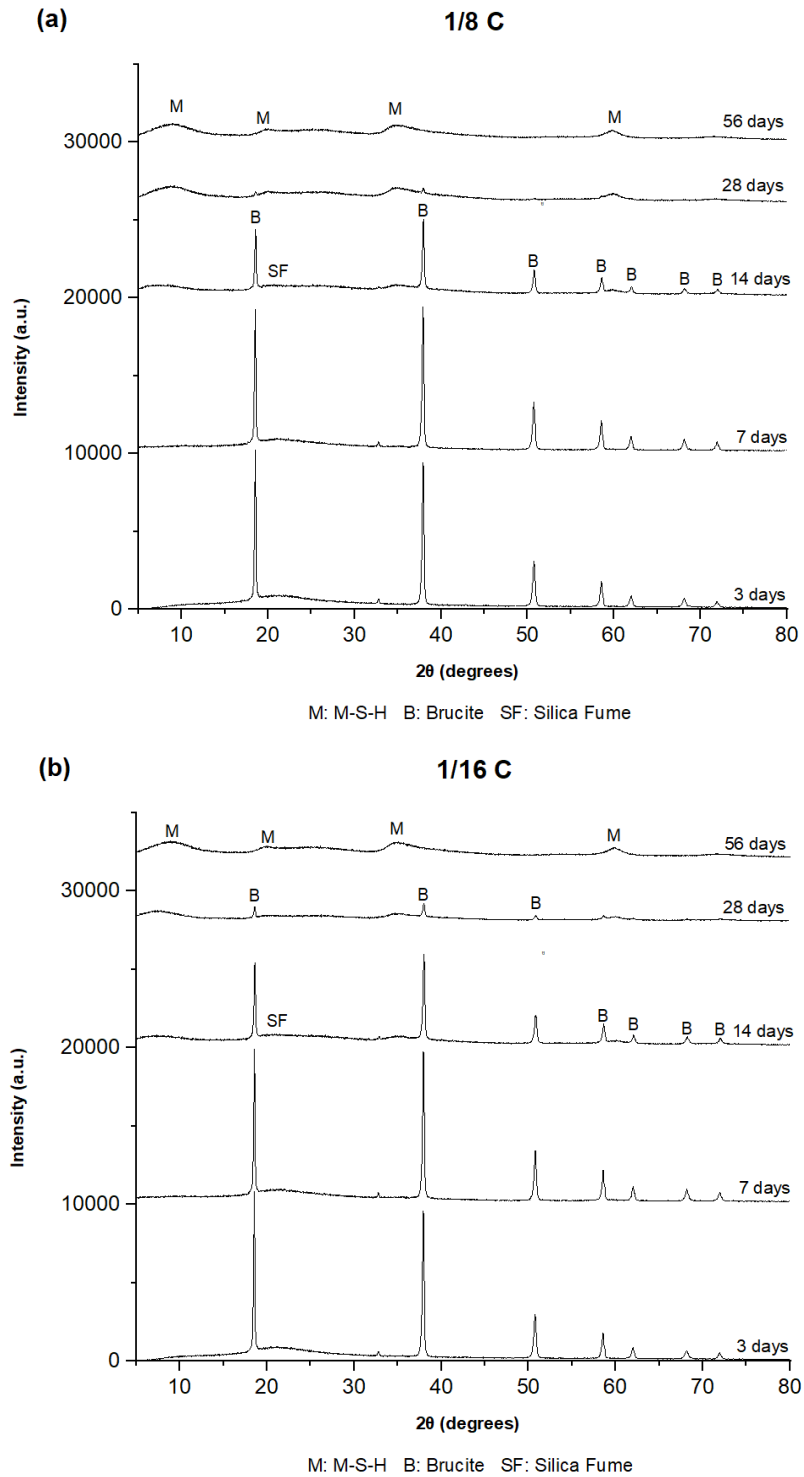 (a)
1/8 C
M
M
M
M
56 days
30000
28 days
B
B
SF
B
B
B
B
B
14 days
20000
Intensity (a.u.)
7 days
10000
3 days
0
10 20 30 40 50 60 70 80
2θ (degrees)
M: M-S-H B: Brucite SF: Silica Fume
(b)
1/16 C
M
M
M
M
56 days
30000
B
B
B
28 days
SF
B
B
B
B
14 days
20000
Intensity (a.u.)
7 days
10000
3 days
0
10 20 30 40 50 60 70 80
2θ (degrees)
M: M-S-H B: Brucite SF: Silica Fume